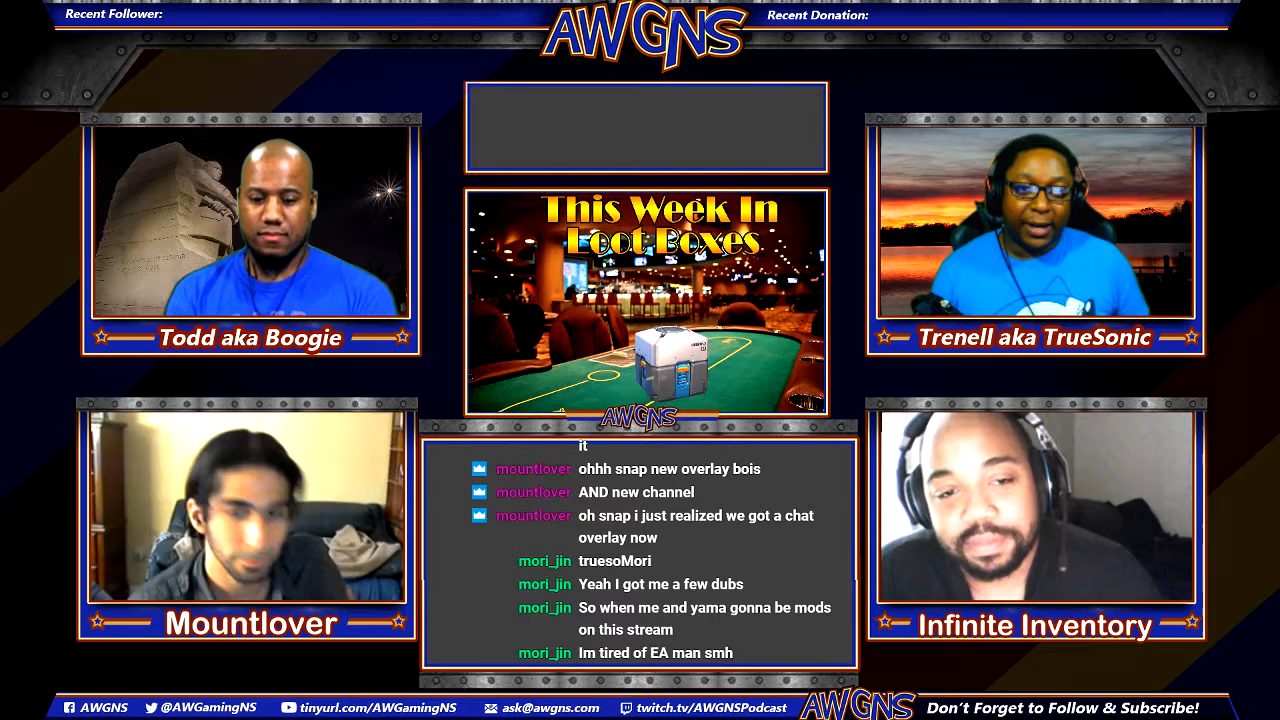 Recent Follower:
AWGNS
Recent Donation:
This Week In
Loot Boxes
Todd aka Boogie
Trenell aka TrueSonic
AWGNS
it
mountlover ohhh snap new overlay bois
mountlover AND new channel
mountlover oh snap i just realized we got a chat
overlay now
mori_jin truesoMori
mori_jin Yeah I got me a few dubs
mori_jin So when me and yama gonna be mods
on this stream
mori_jin Im tired of EA man smh
Mountlover
Infinite Inventory
AWGNS @AWGamingNS tinyurl.com/AWGamingNS ask@awgns.com twitch.tv/AWGNSPodcast AWGNS Don't Forget to Follow & Subscribe!